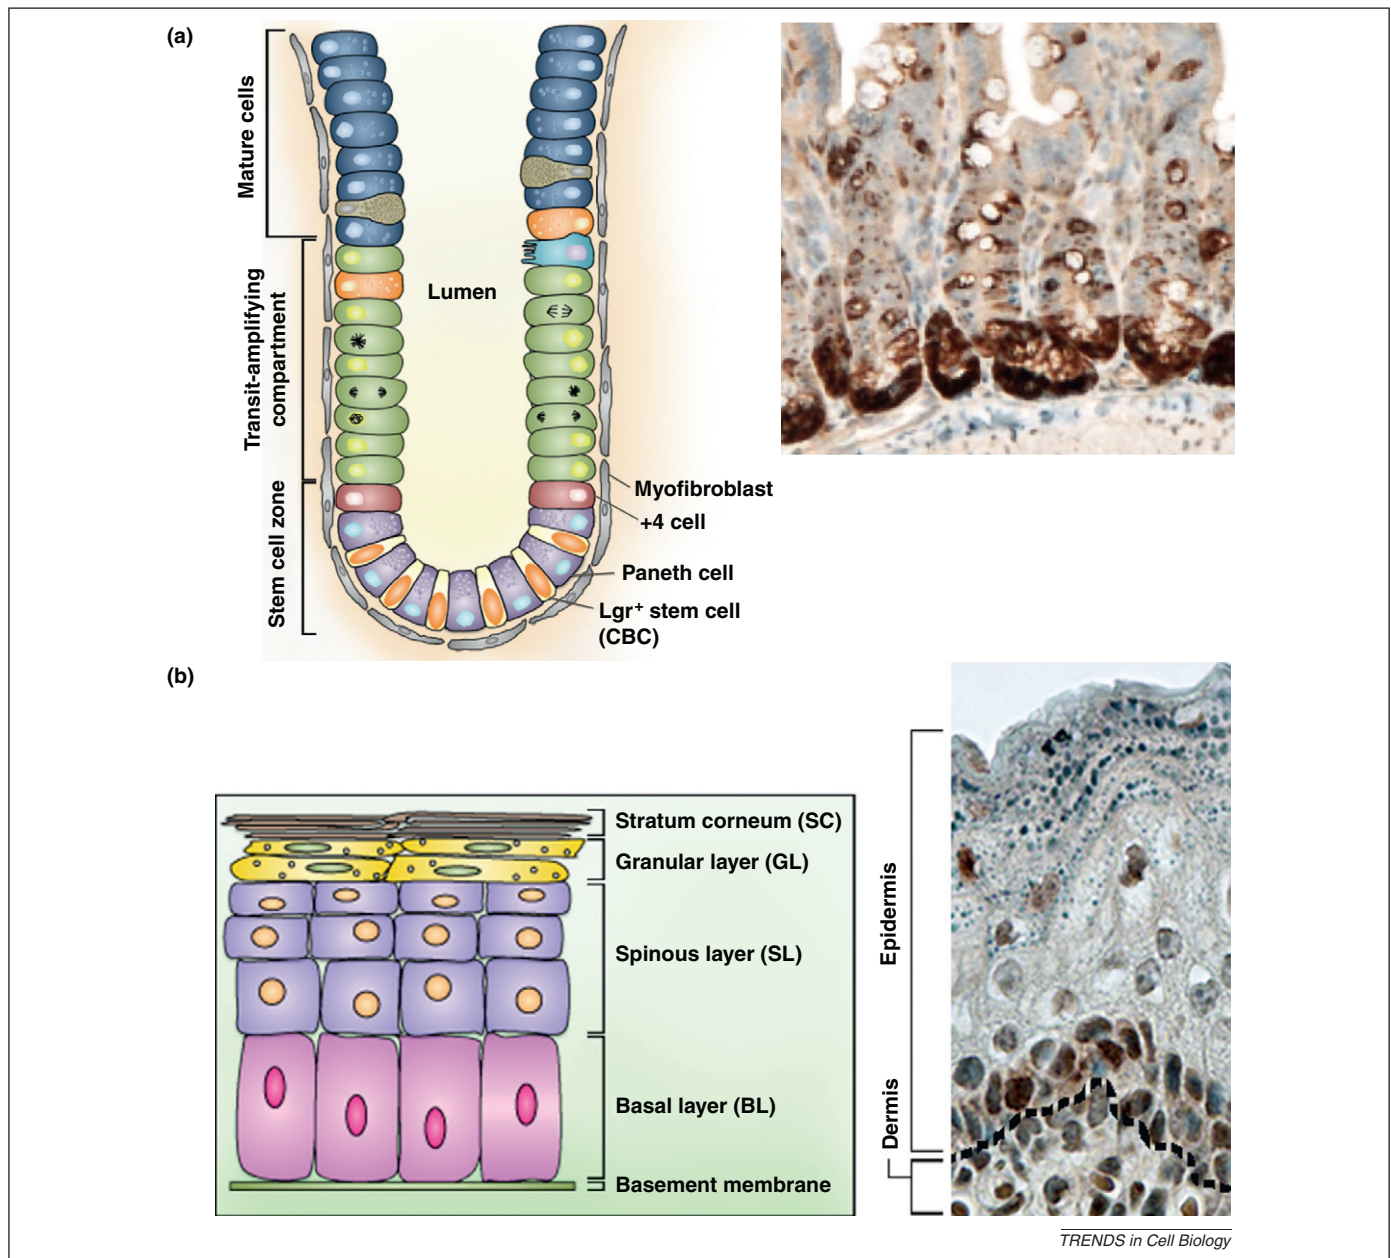 (a)
Mature cells
Transit-amplifying
compartment
Stem cell zone
Lumen
Myofibroblast
+4 cell
Paneth cell
Lgr⁺ stem cell
(CBC)
(b)
Stratum corneum (SC)
Granular layer (GL)
Spinous layer (SL)
Basal layer (BL)
Basement membrane
Epidermis
Dermis
TRENDS in Cell Biology